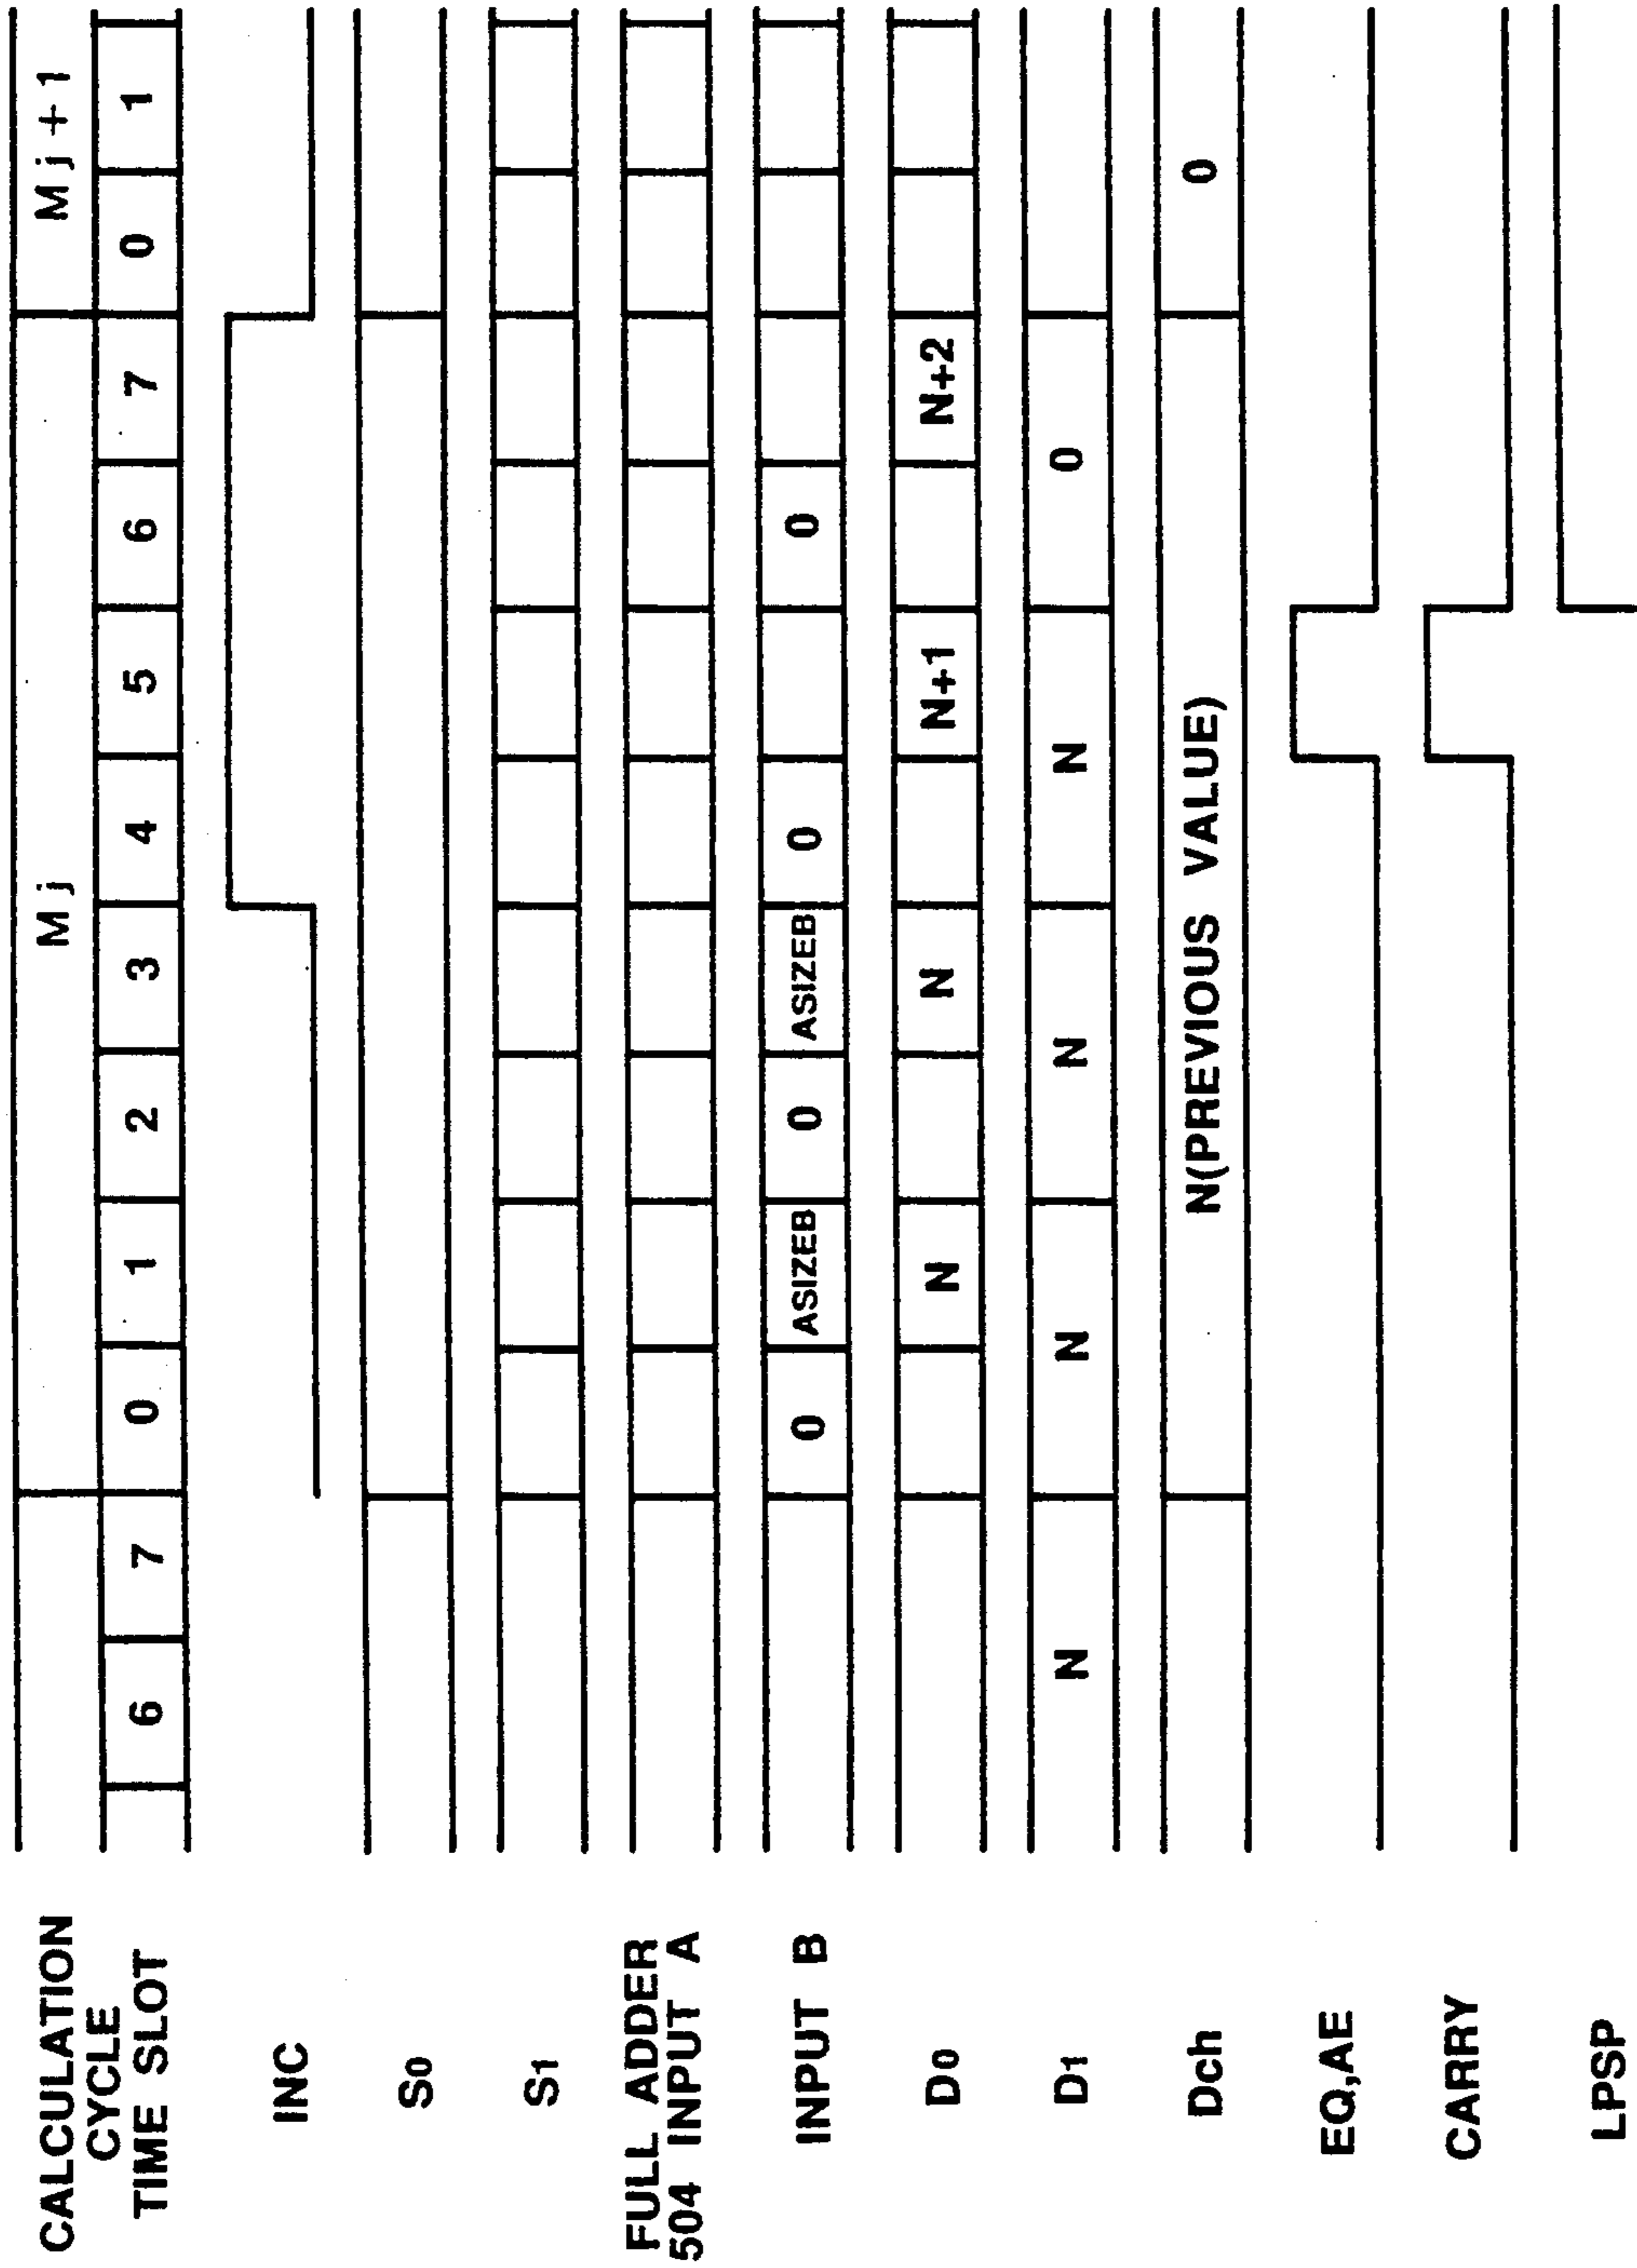 CALCULATION
CYCLE
Mj
Mj+1
TIME SLOT
6 7 0 1 2 3 4 5 6 7 0 1
INC
S0
S1
FULL ADDER
504 INPUT A
INPUT B
0 ASIZEB 0 ASIZEB 0 0
D0
N N N+1 N+2
D1
N N N N 0
Dch
N(PREVIOUS VALUE) 0
EQ,AE
CARRY
LPSP